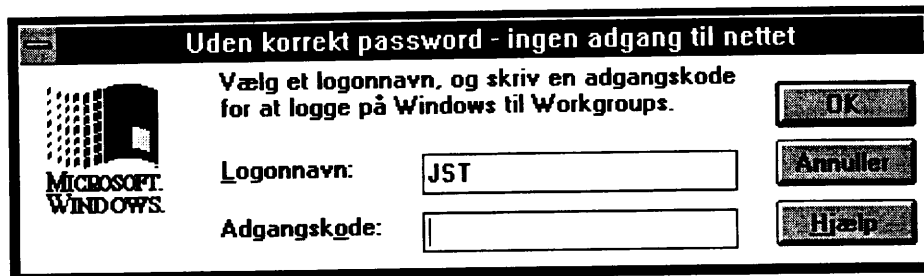 Uden korrekt password - ingen adgang til nettet
Vælg et logonnavn, og skriv en adgangskode
for at logge på Windows til Workgroups.
OK
Logonnavn: JST
Annuller
MICROSOFT.
WINDOWS.
Adgangskode:
Hjælp